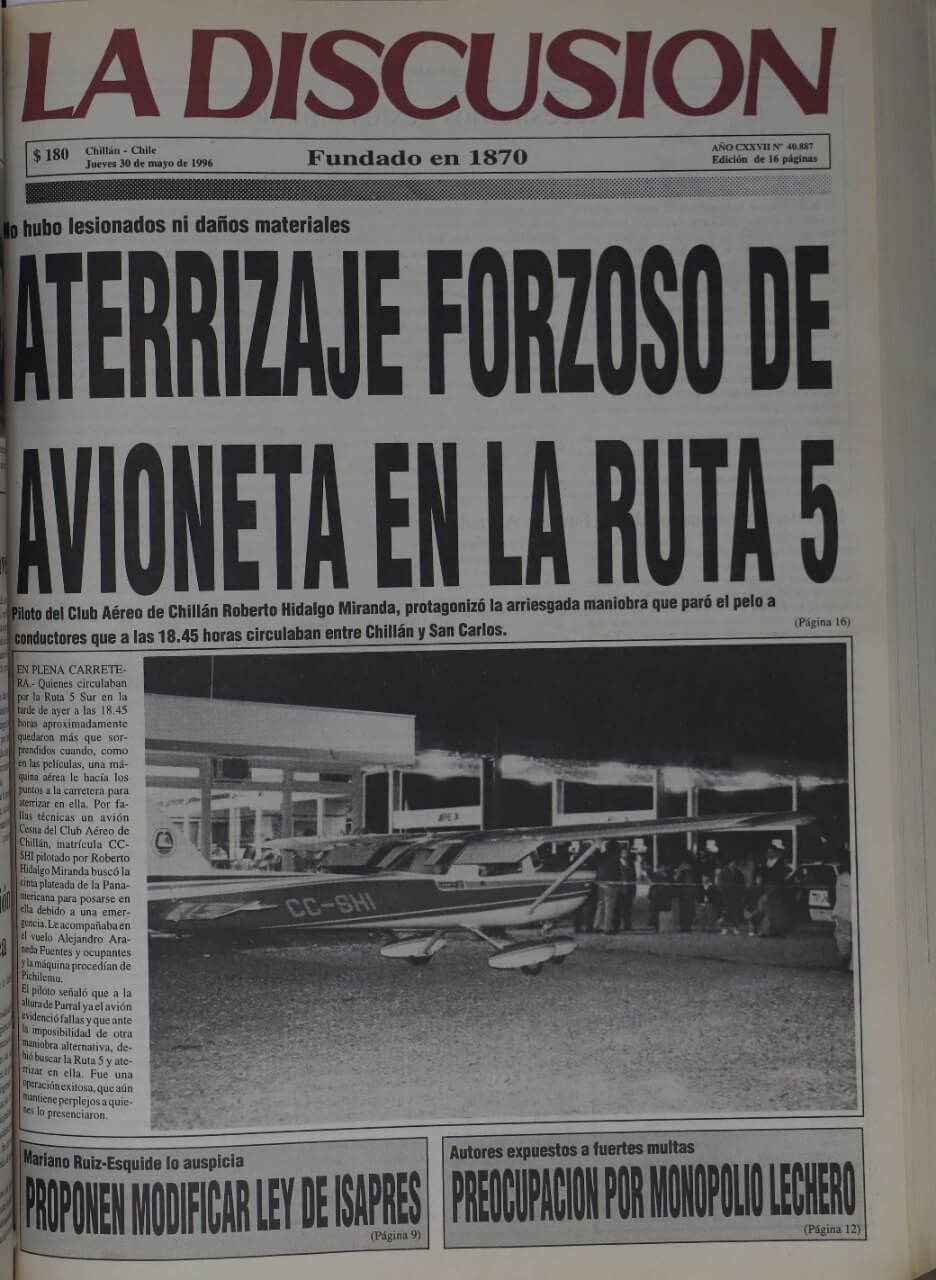 LA DISCUSION
$ 180
Chillán - Chile
Jueves 30 de mayo de 1996
Fundado en 1870
AÑO CXXVII Nº 40.887
Edición de 16 páginas
No hubo lesionados ni daños materiales
ATERRIZAJE FORZOSO DE
AVIONETA EN LA RUTA 5
Piloto del Club Aéreo de Chillán Roberto Hidalgo Miranda, protagonizó la arriesgada maniobra que paró el pelo a
conductores que a las 18.45 horas circulaban entre Chillán y San Carlos.
(Página 16)
EN PLENA CARRETE-
RA.- Quienes circulaban
por la Ruta 5 Sur en la
tarde de ayer a las 18.45
horas aproximadamente
quedaron más que sor-
prendidos cuando, como
en las películas, una má-
quina aérea le hacía los
puntos a la carretera para
aterrizar en ella. Por fa-
llas técnicas un avión
Cesna del Club Aéreo de
Chillán, matrícula CC-
SHI pilotado por Roberto
Hidalgo Miranda buscó la
cinta plateada de la Pana-
mericana para posarse en
ella debido a una emer-
gencia. Le acompañaba en
el vuelo Alejandro Ara-
neda Fuentes y ocupantes
y la máquina procedían de
Pichilemu.
El piloto señaló que a la
altura de Parral ya el avión
evidenció fallas y que ante
la imposibilidad de otra
maniobra alternativa, de-
bió buscar la Ruta 5 y ate-
rrizar en ella. Fue una
operación exitosa, que aún
mantiene perplejos a quie-
nes lo presenciaron.
CC-SHI
Mariano Ruiz-Esquide lo auspicia
PROPONEN MODIFICAR LEY DE ISAPRES
(Página 9)
Autores expuestos a fuertes multas
PREOCUPACION POR MONOPOLIO LECHERO
(Página 12)